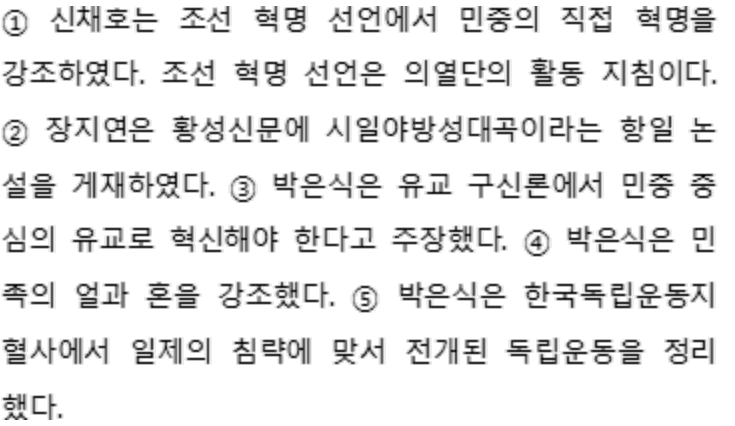 ① 신채호는 조선 혁명 선언에서 민중의 직접 혁명을
강조하였다. 조선 혁명 선언은 의열단의 활동 지침이다.
② 장지연은 황성신문에 시일야방성대곡이라는 항일 논
설을 게재하였다. ③ 박은식은 유교 구신론에서 민중 중
심의 유교로 혁신해야 한다고 주장했다. ④ 박은식은 민
족의 얼과 혼을 강조했다. ⑤ 박은식은 한국독립운동지
혈사에서 일제의 침략에 맞서 전개된 독립운동을 정리
했다.